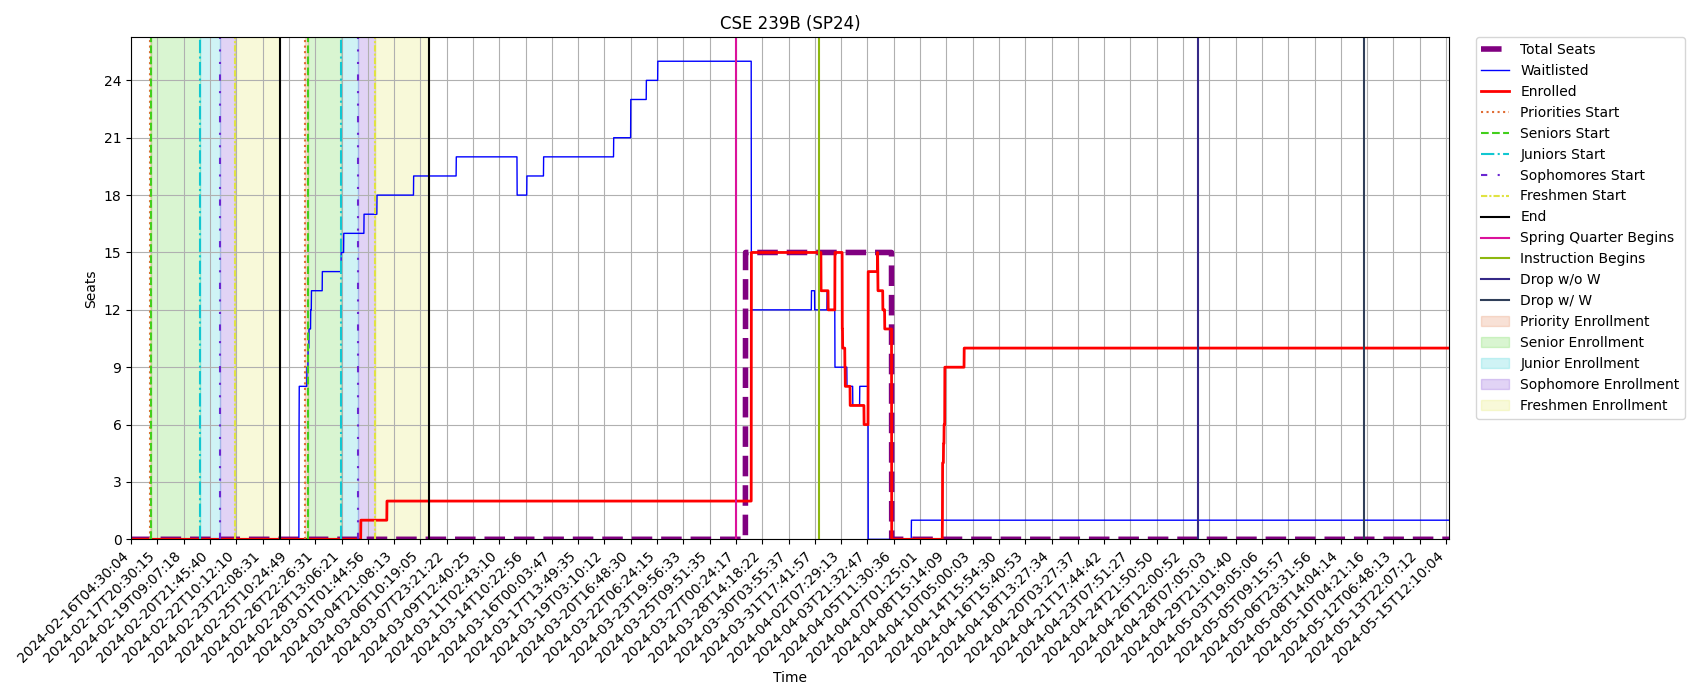 CSE 239B (SP24)
Seats
24
21
18
15
12
9
6
3
0
2024-02-16T04:30:04
2024-02-17T20:30:15
2024-02-19T09:07:18
2024-02-20T21:45:40
2024-02-22T10:12:10
2024-02-23T22:08:31
2024-02-25T10:24:49
2024-02-26T22:26:31
2024-02-28T13:06:21
2024-03-01T01:44:56
2024-03-04T21:08:13
2024-03-06T10:19:05
2024-03-07T23:21:22
2024-03-09T12:40:25
2024-03-11T02:43:10
2024-03-14T10:22:56
2024-03-16T00:03:47
2024-03-17T13:49:35
2024-03-19T03:10:12
2024-03-20T16:48:30
2024-03-22T06:24:15
2024-03-23T19:56:33
2024-03-25T09:51:35
2024-03-27T00:24:17
2024-03-28T14:18:22
2024-03-30T03:55:37
2024-03-31T17:41:57
2024-04-02T07:29:13
2024-04-03T21:32:47
2024-04-05T11:30:36
2024-04-07T01:25:01
2024-04-08T15:14:09
2024-04-10T05:00:03
2024-04-14T15:54:30
2024-04-16T15:40:53
2024-04-18T13:27:34
2024-04-20T03:27:37
2024-04-21T17:44:42
2024-04-23T07:51:27
2024-04-24T21:50:50
2024-04-26T12:00:52
2024-04-28T07:05:03
2024-04-29T21:01:40
2024-05-03T19:05:06
2024-05-05T09:15:57
2024-05-06T23:31:56
2024-05-08T14:04:14
2024-05-10T04:21:16
2024-05-12T06:48:13
2024-05-13T22:07:12
2024-05-15T12:10:04
Time
Total Seats
Waitlisted
Enrolled
Priorities Start
Seniors Start
Juniors Start
Sophomores Start
Freshmen Start
End
Spring Quarter Begins
Instruction Begins
Drop w/o W
Drop w/ W
Priority Enrollment
Senior Enrollment
Junior Enrollment
Sophomore Enrollment
Freshmen Enrollment